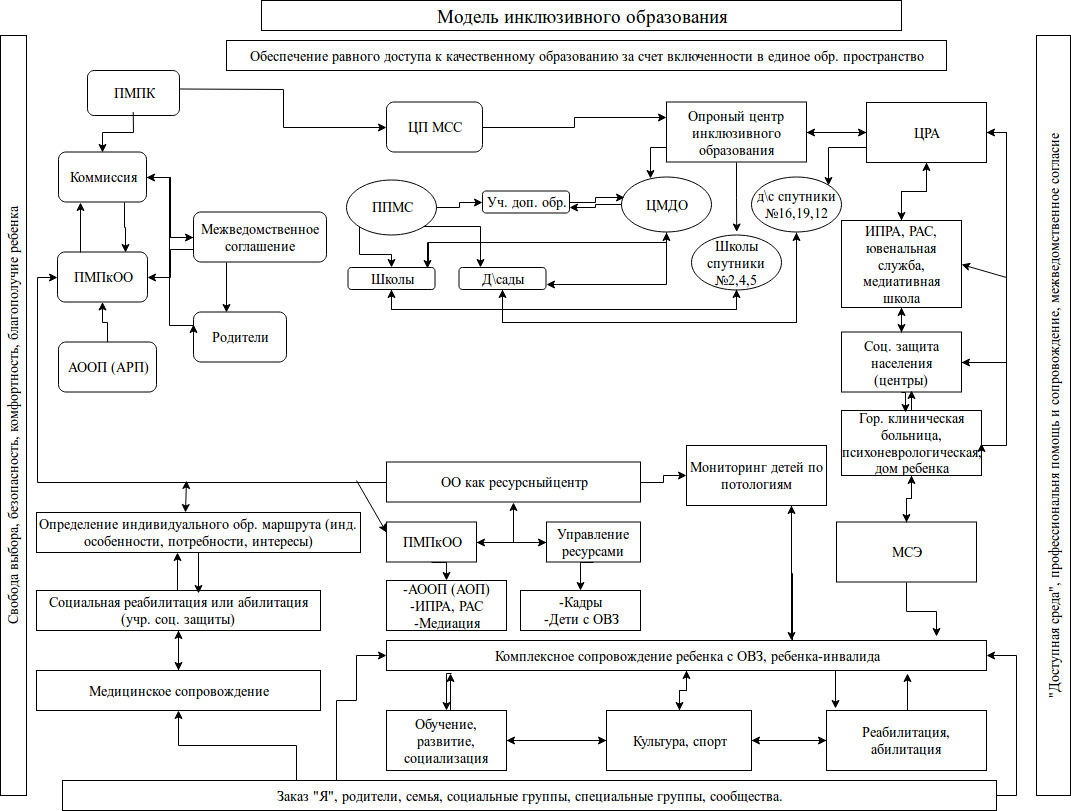 Модель инклюзивного образования
Обеспечение равного доступа к качественному образованию за счет включенности в единое обр. пространство
Свобода выбора, безопасность, комфортность, благополучие ребенка
"Доступная среда", профессиональня помощь и сопровождение, межведомственное согласие
ПМПК
ЦП МСС
Опроный центр
инклюзивного
образования
ЦРА
Коммиссия
ППМС
Уч. доп. обр.
ЦМДО
д\с спутники
№16,19,12
Межведомственное
соглашение
ИПРА, РАС,
ювенальная
служба,
медиативная
школа
ПМПкОО
Школы
Д\сады
Школы
спутники
№2,4,5
Родители
АООП (АРП)
Соц. защита
населения
(центры)
Гор. клиническая
больница,
психоневрологическая,
дом ребенка
ОО как ресурсныйцентр
Мониторинг детей по
потологиям
Определение индивидуального обр. маршрута (инд.
особенности, потребности, интересы)
ПМПкОО
Управление
ресурсами
МСЭ
-АООП (АОП)
-ИПРА, РАС
-Медиация
-Кадры
-Дети с ОВЗ
Социальная реабилитация или абилитация
(учр. соц. защиты)
Комплексное сопровождение ребенка с ОВЗ, ребенка-инвалида
Медицинское сопровождение
Обучение,
развитие,
социализация
Культура, спорт
Реабилитация,
абилитация
Заказ "Я", родители, семья, социальные группы, специальные группы, сообщества.